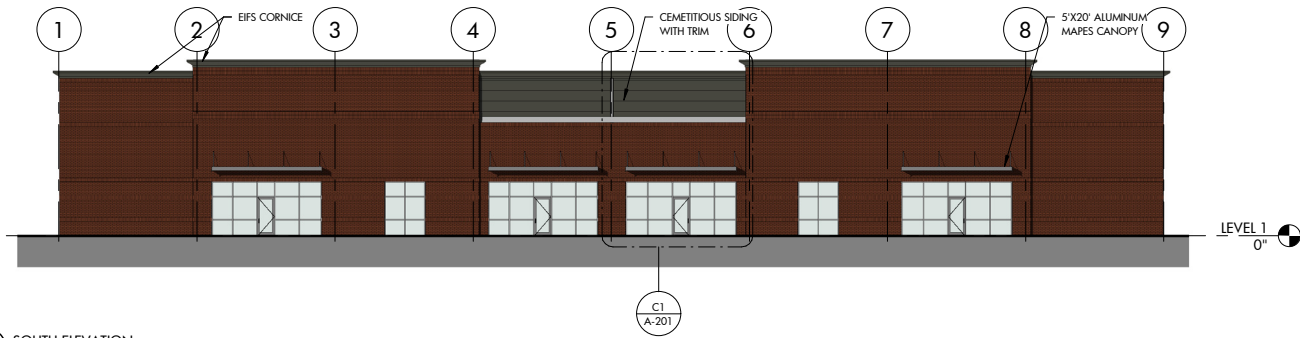 EIFS CORNICE
CEMETITIOUS SIDING
WITH TRIM
5'X20' ALUMINUM
MAPES CANOPY
1
2
3
4
5
6
7
8
9
LEVEL 1
0"
C1
A-201
SOUTH ELEVATION